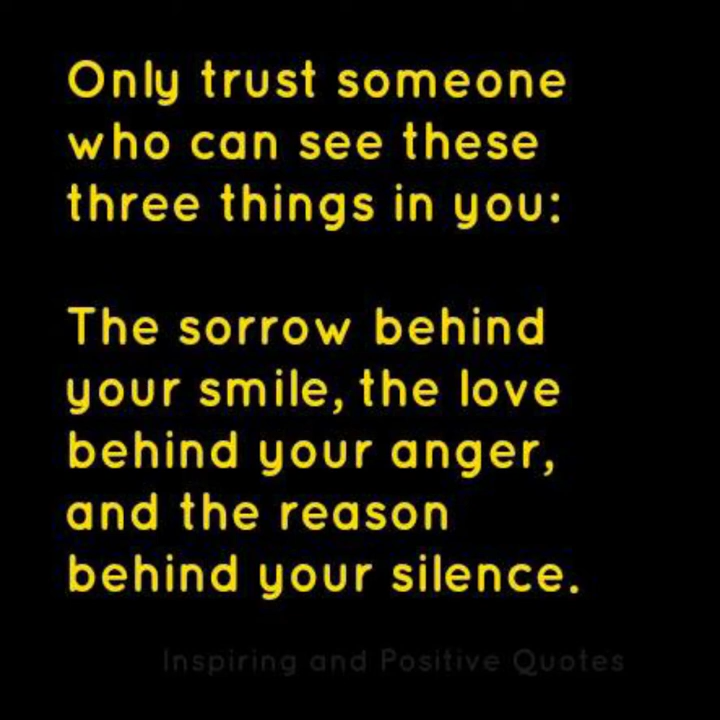 Only trust someone
who can see these
three things in you:
The sorrow behind
your smile, the love
behind your anger,
and the reason
behind your silence.
Inspiring and Positive Quotes